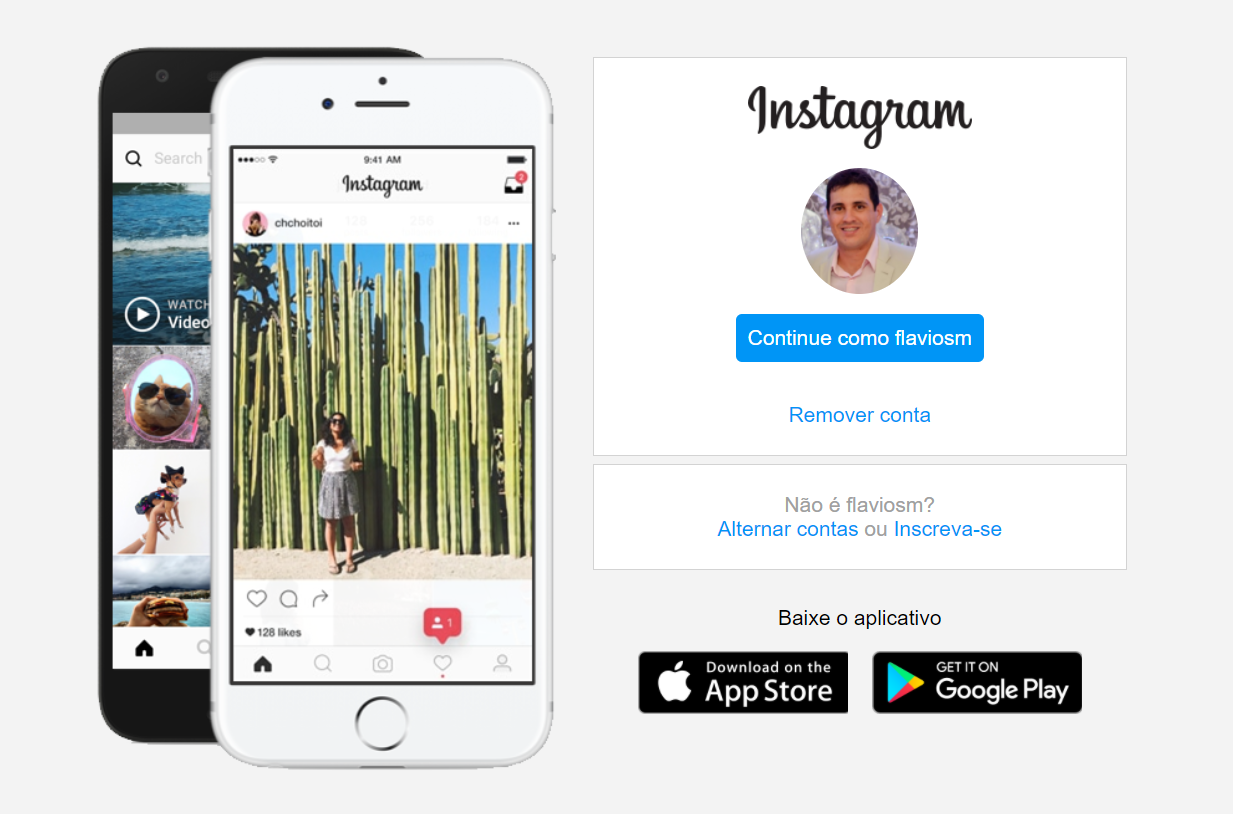 Search
WATCH
Video
9:41 AM
Instagram
2
chchoitoi
128 likes
1
Instagram
Continue como flaviosm
Remover conta
Não é flaviosm?
Alternar contas ou Inscreva-se
Baixe o aplicativo
Download on the
App Store
GET IT ON
Google Play